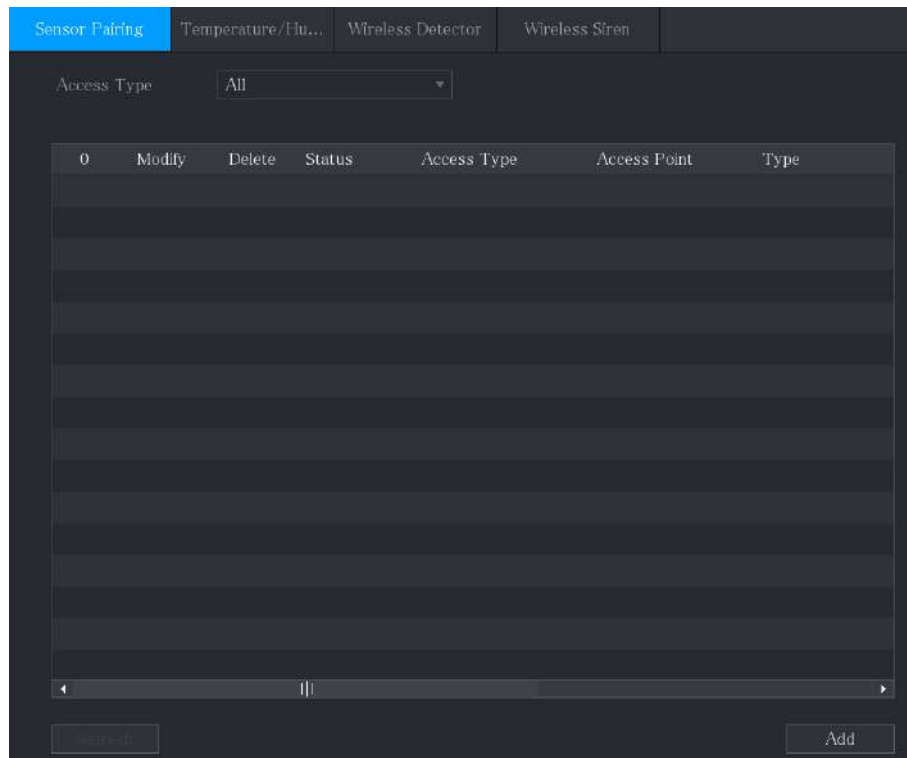 Sensor Pairing Temperature/Hu... Wireless Detector Wireless Siren
Access Type All
0 Modify Delete Status Access Type Access Point Type
Add